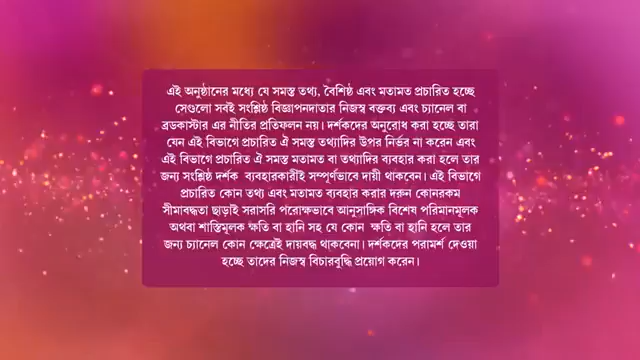 এই অনুষ্ঠানের মধ্যে যে সমস্ত তথ্য, বৈশিষ্ঠ এবং মতামত প্রচারিত হচ্ছে
সেগুলো সবই সংশ্লিষ্ঠ বিজ্ঞাপনদাতার নিজস্ব বক্তব্য এবং চ্যানেল বা
ব্রডকাস্টার এর নীতির প্রতিফলন নয়। দর্শকদের অনুরোধ করা হচ্ছে তারা
যেন এই বিভাগে প্রচারিত ঐ সমস্ত তথ্যাদির উপর নির্ভর না করেন এবং
এই বিভাগে প্রচারিত ঐ সমস্ত মতামত বা তথ্যাদির ব্যবহার করা হলে তার
জন্য সংশ্লিষ্ঠ দর্শক ব্যবহারকারীই সম্পূর্ণভাবে দায়ী থাকবেন। এই বিভাগে
প্রচারিত কোন তথ্য এবং মতামত ব্যবহার করার দরুন কোনরকম
সীমাবদ্ধতা ছাড়াই সরাসরি পরোক্ষভাবে আনুসাঙ্গিক বিশেষ পরিমানমূলক
অথবা শাস্তিমূলক ক্ষতি বা হানি সহ যে কোন ক্ষতি বা হানি হলে তার
জন্য চ্যানেল কোন ক্ষেত্রেই দায়বদ্ধ থাকবেনা। দর্শকদের পরামর্শ দেওয়া
হচ্ছে তাদের নিজস্ব বিচারবুদ্ধি প্রয়োগ করেন।